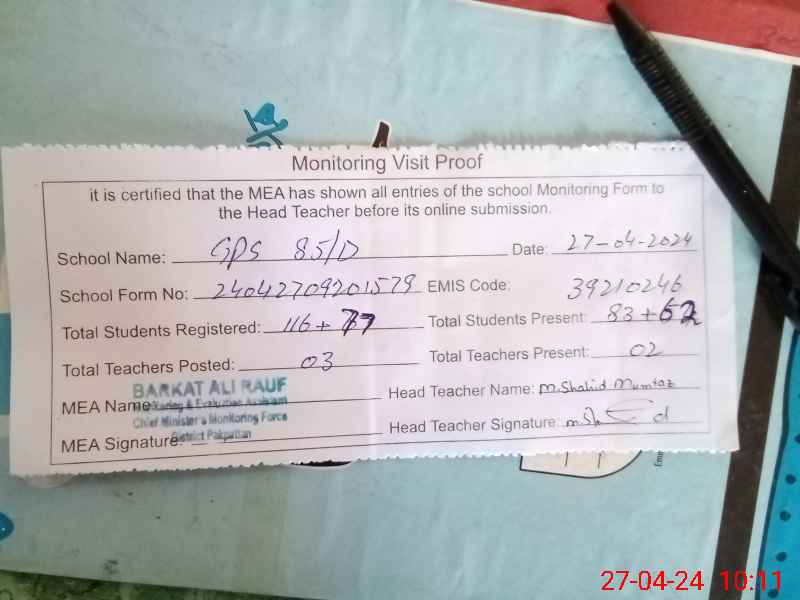 Monitoring Visit Proof
it is certified that the MEA has shown all entries of the school Monitoring Form to
the Head Teacher before its online submission.
School Name: GPS 85/D Date: 27-04-2024
School Form No: 24042709201579 EMIS Code: 39210246
Total Students Registered: 116+77 Total Students Present: 83+62
Total Teachers Posted: 03 Total Teachers Present: 02
MEA Name BARKAT ALI RAUF Head Teacher Name: M.Shahid Mumtaz
Monitoring & Evaluation Assistant
Chief Minister's Monitoring Force
District Pakpattan
MEA Signature: Head Teacher Signature:
27-04-24 10:11